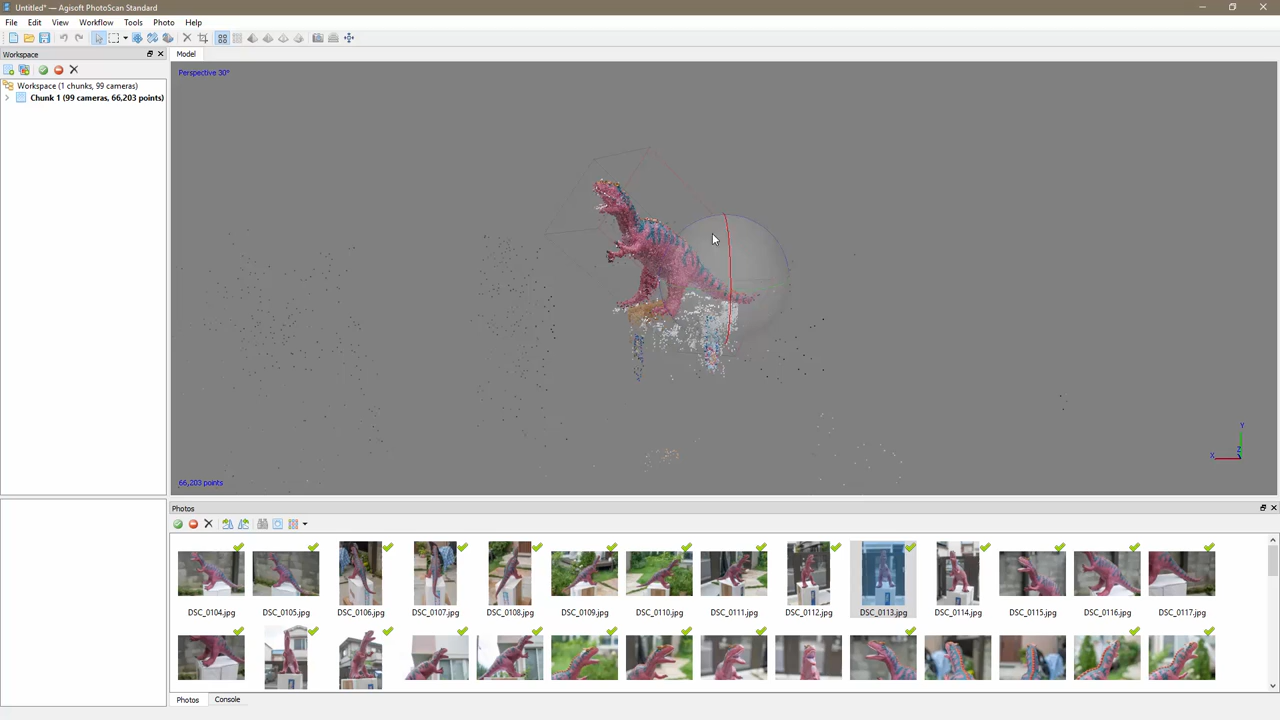 Untitled* — Agisoft PhotoScan Standard
File Edit View Workflow Tools Photo Help
Workspace
Model
Workspace (1 chunks, 99 cameras)
Chunk 1 (99 cameras, 66,203 points)
Perspective 30°
Y
Z
X
66,203 points
Photos
DSC_0104.jpg DSC_0105.jpg DSC_0106.jpg DSC_0107.jpg DSC_0108.jpg DSC_0109.jpg DSC_0110.jpg DSC_0111.jpg DSC_0112.jpg DSC_0113.jpg DSC_0114.jpg DSC_0115.jpg DSC_0116.jpg DSC_0117.jpg
Photos Console